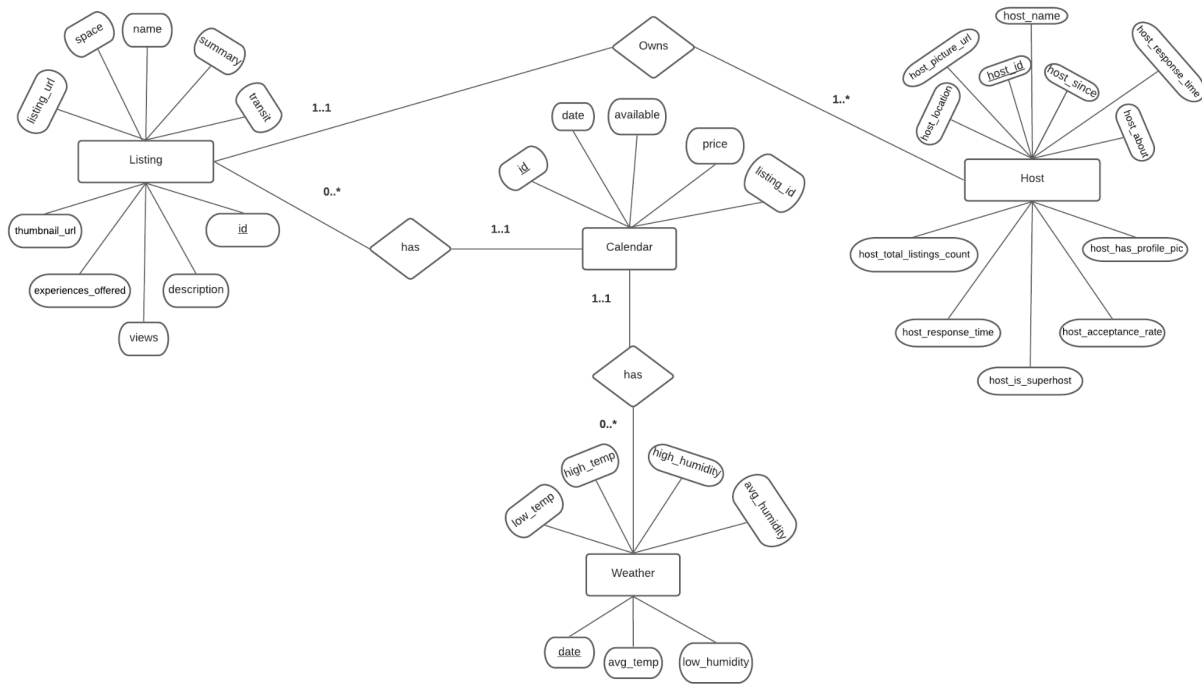 host_name
name
space
summary
Owns
host_picture_url
host_id
host_since
host_response_time
listing_url
transit
1..1
1..*
host_location
host_about
date
available
price
Listing
id
listing_id
Host
0..*
thumbnail_url
id
has
1..1
Calendar
host_total_listings_count
host_has_profile_pic
experiences_offered
description
1..1
views
host_response_time
host_acceptance_rate
has
host_is_superhost
0..*
high_temp
high_humidity
low_temp
avg_humidity
Weather
date
avg_temp
low_humidity